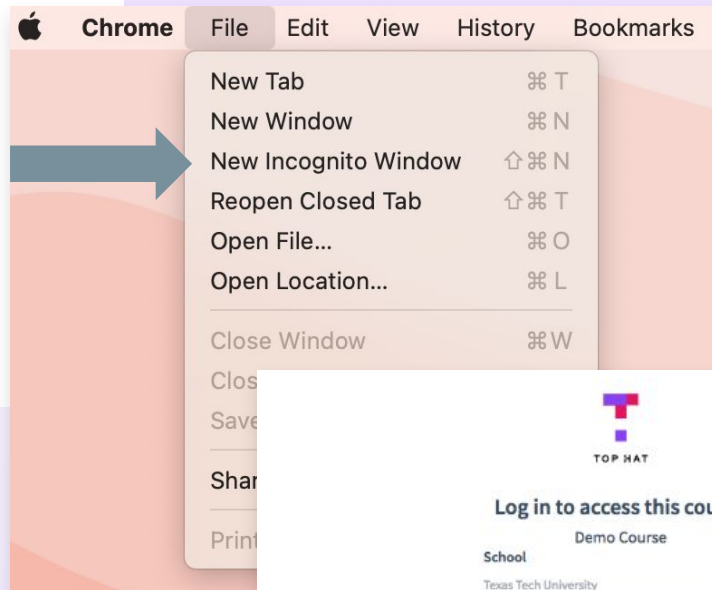 Chrome File Edit View History Bookmarks
New Tab ⌘ T
New Window ⌘ N
New Incognito Window ⇧ ⌘ N
Reopen Closed Tab ⇧ ⌘ T
Open File... ⌘ O
Open Location... ⌘ L
Close Window ⌘ W
Clos
Save
Shar
Print
TOP HAT
Log in to access this cou
Demo Course
School
Texas Tech University